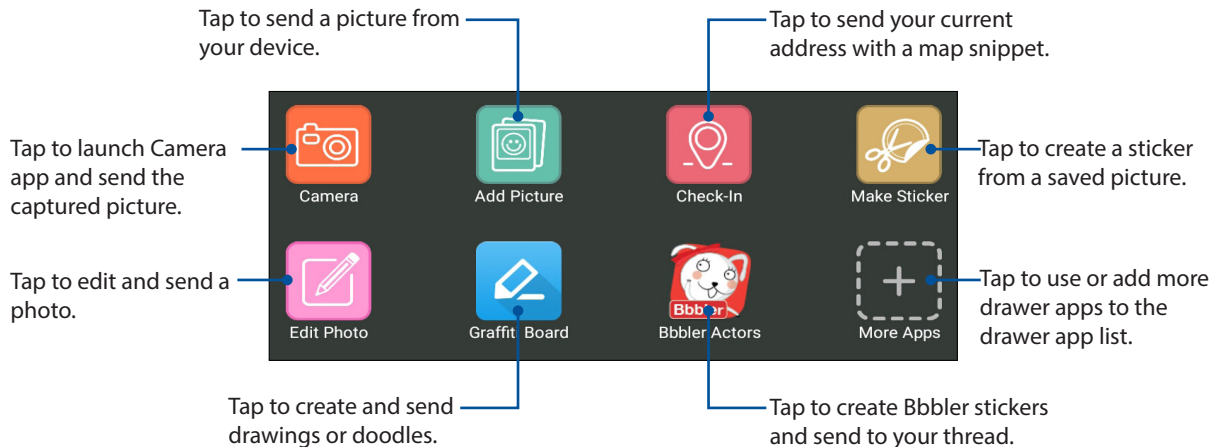 Tap to send a picture from
your device.
Tap to send your current
address with a map snippet.
Tap to launch Camera
app and send the
captured picture.
Camera
Add Picture
Check-In
Make Sticker
Tap to create a sticker
from a saved picture.
Tap to edit and send a
photo.
Bbbler
Edit Photo
Graffiti Board
Bbbler Actors
More Apps
Tap to use or add more
drawer apps to the
drawer app list.
Tap to create and send
drawings or doodles.
Tap to create Bbbler stickers
and send to your thread.